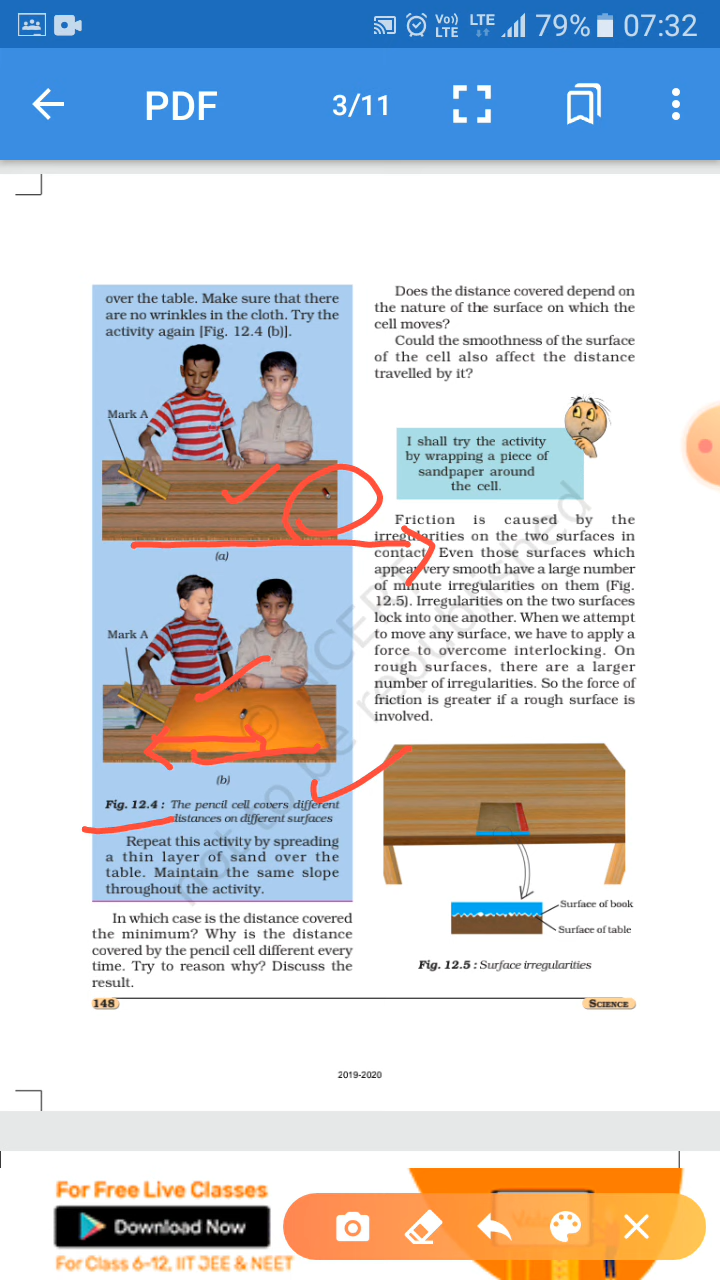 Vo)) LTE
LTE
79%
07:32
PDF
3/11
over the table. Make sure that there
are no wrinkles in the cloth. Try the
activity again [Fig. 12.4 (b)].
Mark A
(a)
Mark A
(b)
Fig. 12.4 : The pencil cell covers different
distances on different surfaces
Repeat this activity by spreading
a thin layer of sand over the
table. Maintain the same slope
throughout the activity.
In which case is the distance covered
the minimum? Why is the distance
covered by the pencil cell different every
time. Try to reason why? Discuss the
result.
Does the distance covered depend on
the nature of the surface on which the
cell moves?
Could the smoothness of the surface
of the cell also affect the distance
travelled by it?
I shall try the activity
by wrapping a piece of
sandpaper around
the cell.
Friction is caused by the
irregularities on the two surfaces in
contact. Even those surfaces which
appear very smooth have a large number
of minute irregularities on them (Fig.
12.5). Irregularities on the two surfaces
lock into one another. When we attempt
to move any surface, we have to apply a
force to overcome interlocking. On
rough surfaces, there are a larger
number of irregularities. So the force of
friction is greater if a rough surface is
involved.
Surface of book
Surface of table
Fig. 12.5 : Surface irregularities
148
SCIENCE
© NCERT
not to be republished
2019-2020
For Free Live Classes
Download Now
For Class 6-12, IIT JEE & NEET